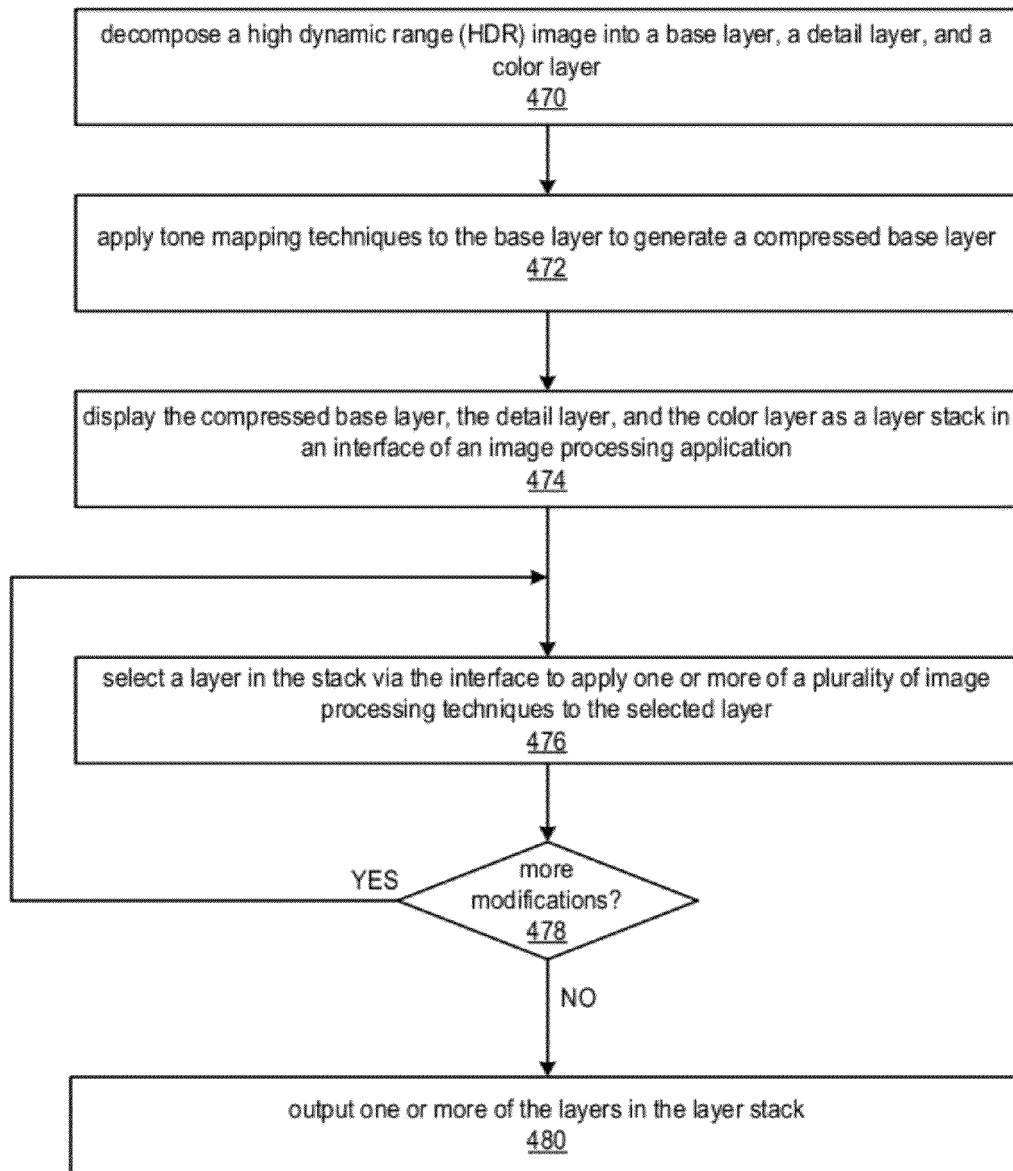 decompose a high dynamic range (HDR) image into a base layer, a detail layer, and a
color layer
470
apply tone mapping techniques to the base layer to generate a compressed base layer
472
display the compressed base layer, the detail layer, and the color layer as a layer stack in
an interface of an image processing application
474
select a layer in the stack via the interface to apply one or more of a plurality of image
processing techniques to the selected layer
476
YES
more
modifications?
478
NO
output one or more of the layers in the layer stack
480